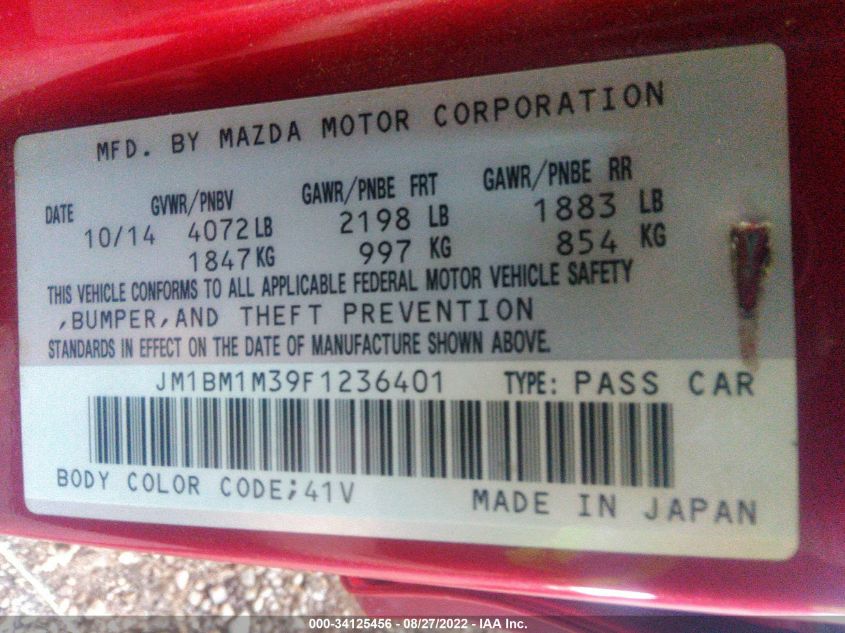 MFD. BY MAZDA MOTOR CORPORATION
DATE GVWR/PNBV GAWR/PNBE FRT GAWR/PNBE RR
10/14 4072 LB 2198 LB 1883 LB
1847 KG 997 KG 854 KG
THIS VEHICLE CONFORMS TO ALL APPLICABLE FEDERAL MOTOR VEHICLE SAFETY
,BUMPER,AND THEFT PREVENTION
STANDARDS IN EFFECT ON THE DATE OF MANUFACTURE SHOWN ABOVE.
JM1BM1M39F1236401 TYPE: PASS CAR
BODY COLOR CODE;41V MADE IN JAPAN
000-34125456 - 08/27/2022 - IAA Inc.